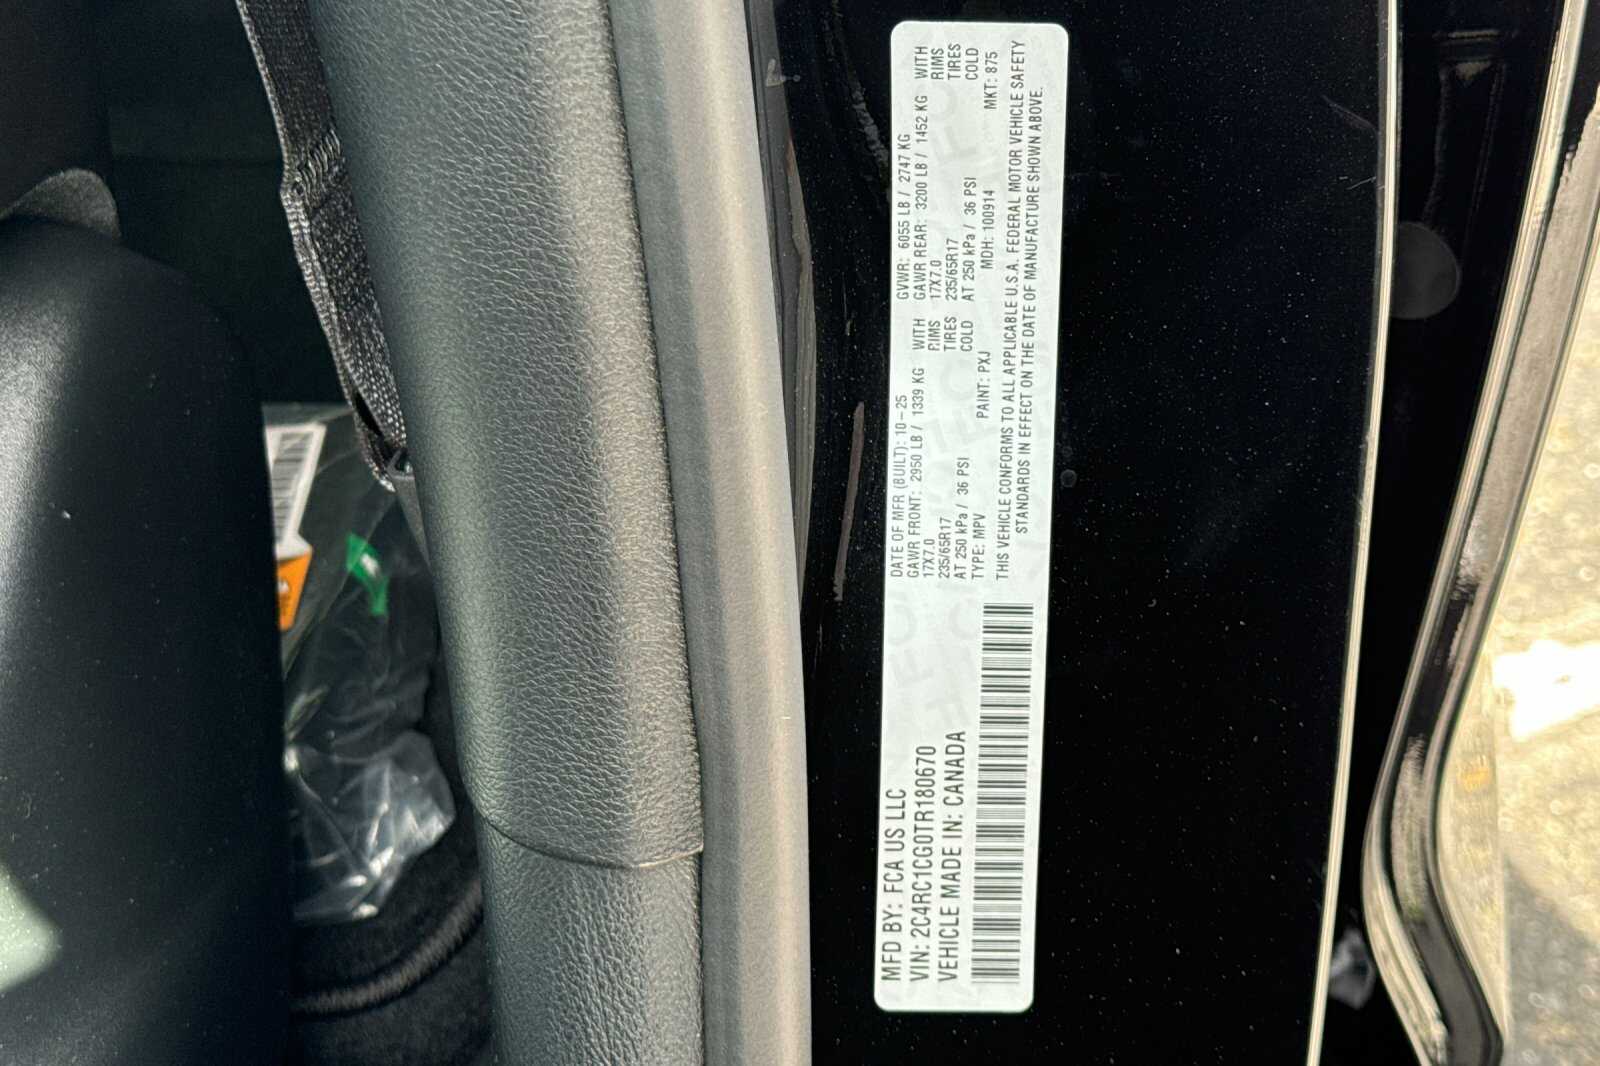 MFD BY: FCA US LLC
VIN: 2C4RC1CG0TR180670
VEHICLE MADE IN: CANADA
DATE OF MFR (BUILT): 10-25 GVWR: 6055 LB / 2747 KG
GAWR FRONT: 2950 LB / 1339 KG WITH GAWR REAR: 3200 LB / 1452 KG WITH
17X7.0 RIMS 17X7.0 RIMS
235/65R17 TIRES 235/65R17 TIRES
AT 250 kPa / 36 PSI COLD AT 250 kPa / 36 PSI COLD
TYPE: MPV PAINT: PXJ MDH: 100914 MKT: 875
THIS VEHICLE CONFORMS TO ALL APPLICABLE U.S.A. FEDERAL MOTOR VEHICLE SAFETY
STANDARDS IN EFFECT ON THE DATE OF MANUFACTURE SHOWN ABOVE.